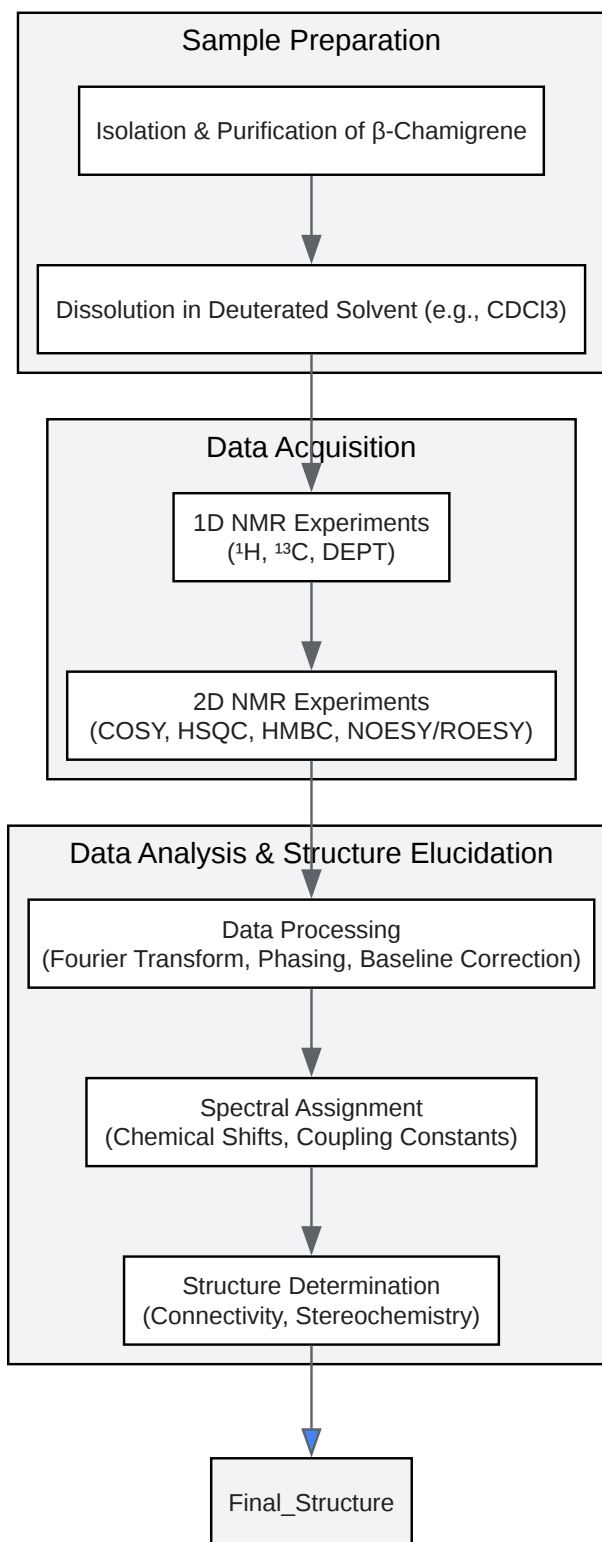 Sample Preparation
Isolation & Purification of β-Chamigrene
Dissolution in Deuterated Solvent (e.g., CDCl3)
Data Acquisition
1D NMR Experiments
(¹H, ¹³C, DEPT)
2D NMR Experiments
(COSY, HSQC, HMBC, NOESY/ROESY)
Data Analysis & Structure Elucidation
Data Processing
(Fourier Transform, Phasing, Baseline Correction)
Spectral Assignment
(Chemical Shifts, Coupling Constants)
Structure Determination
(Connectivity, Stereochemistry)
Final_Structure